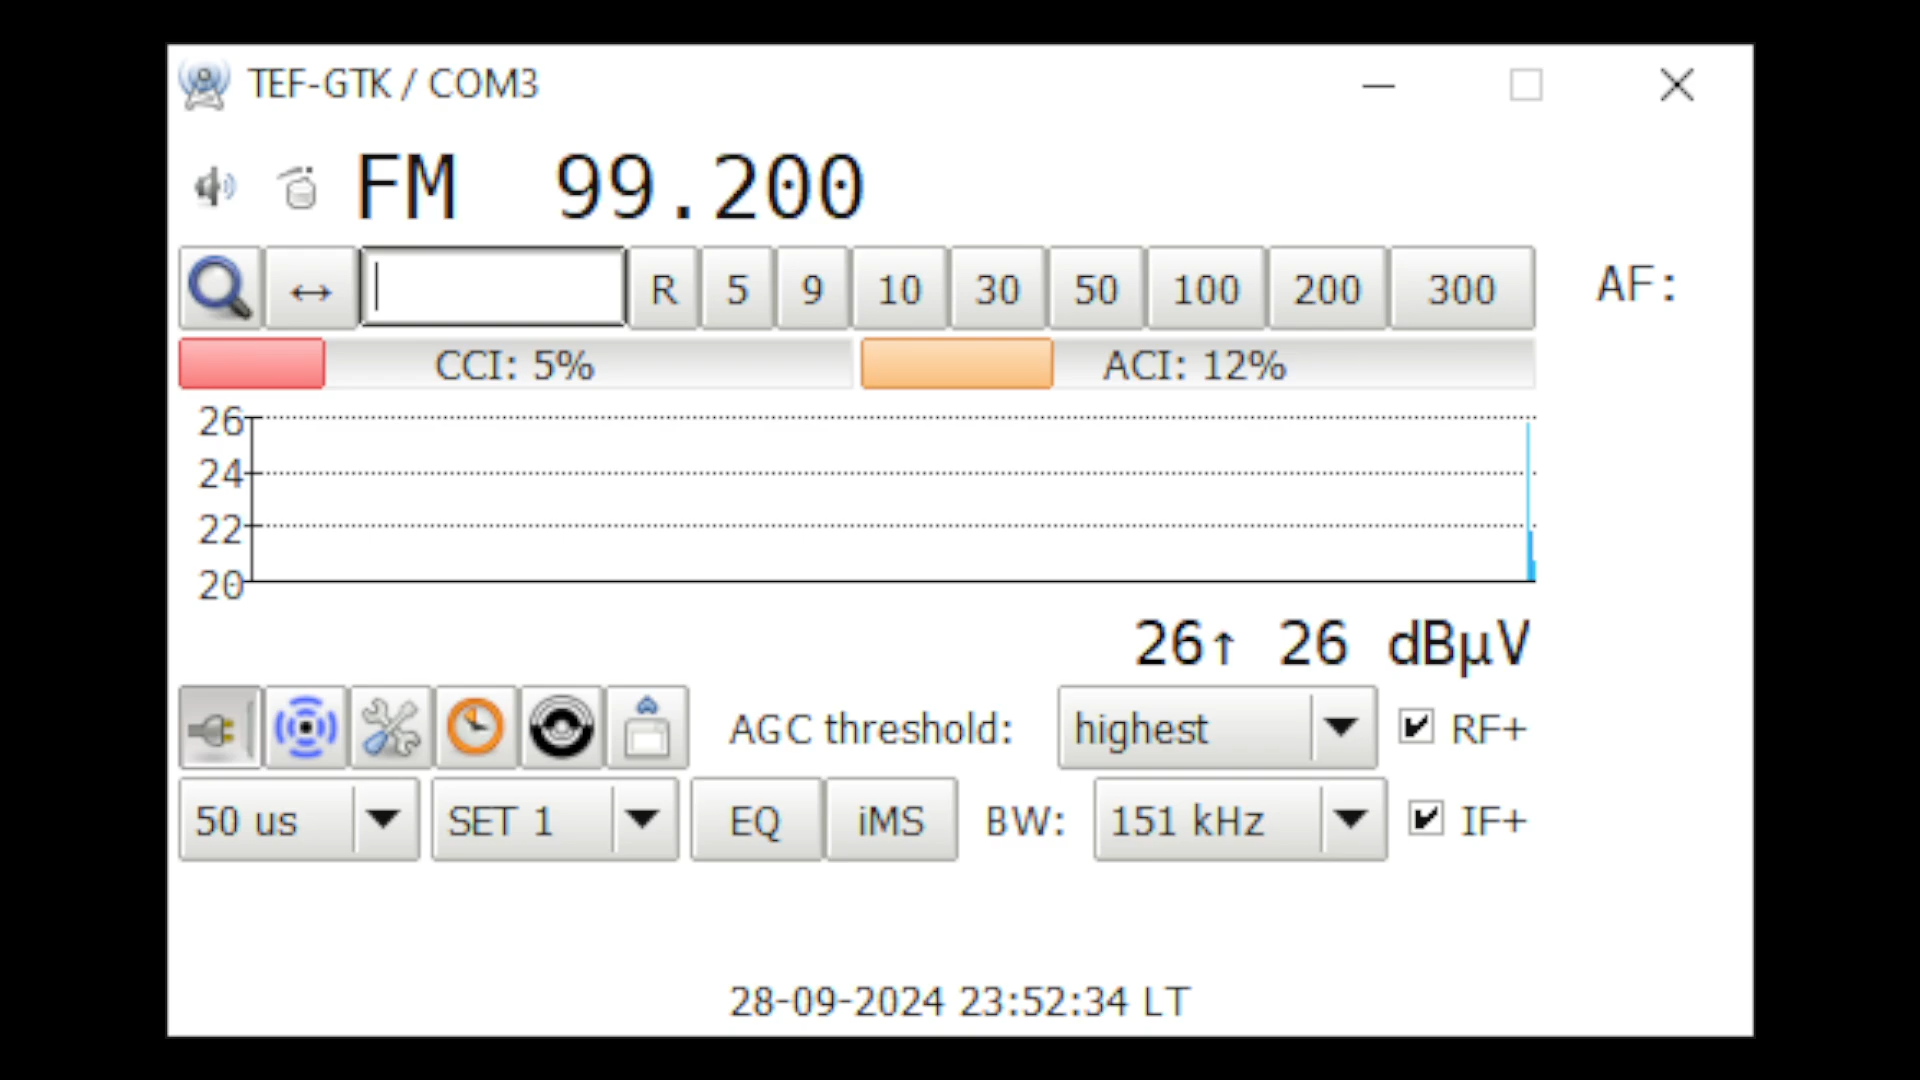 TEF-GTK / COM3
FM 99.200
R 5 9 10 30 50 100 200 300 AF:
CCI: 5% ACI: 12%
26
24
22
20
26↑ 26 dBµV
AGC threshold: highest RF+
50 us SET 1 EQ iMS BW: 151 kHz IF+
28-09-2024 23:52:34 LT